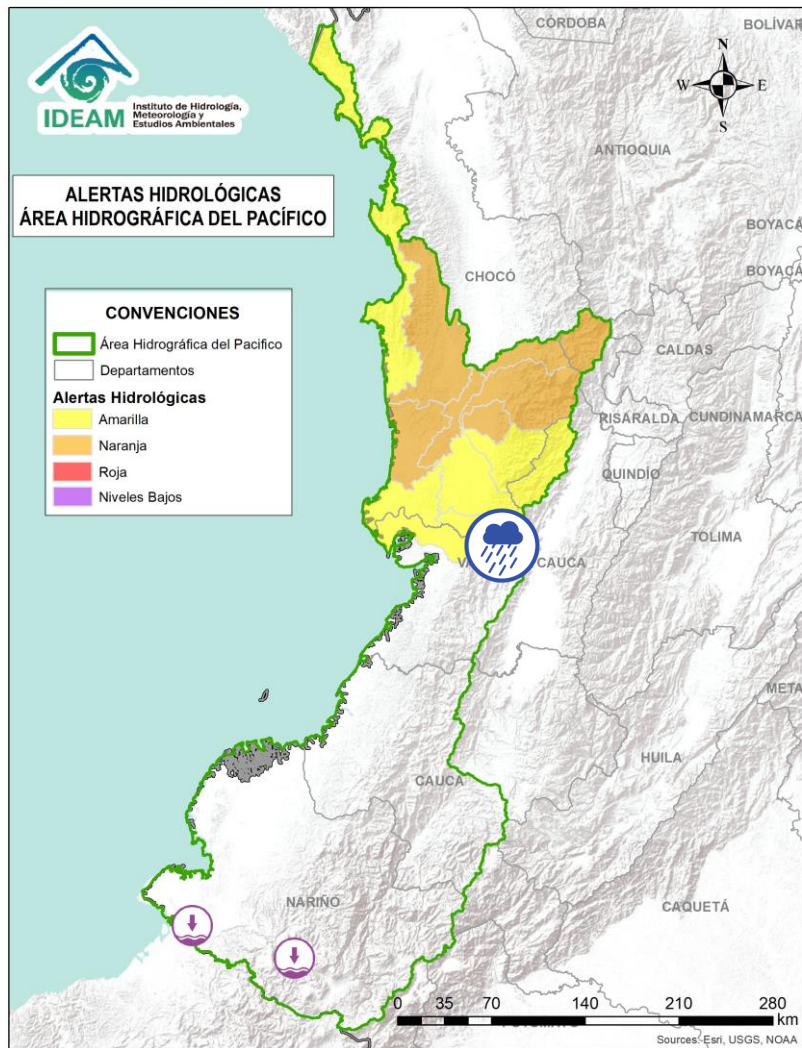 IDEAM
Instituto de Hidrología,
Meteorología y
Estudios Ambientales
ALERTAS HIDROLÓGICAS
ÁREA HIDROGRÁFICA DEL PACÍFICO
CONVENCIONES
Área Hidrográfica del Pacifico
Departamentos
Alertas Hidrológicas
Amarilla
Naranja
Roja
Niveles Bajos
N
W
E
S
CÓRDOBA
BOLÍVAR
ANTIOQUIA
BOYACÁ
CHOCÓ
BOYACÁ
CALDAS
RISARALDA
CUNDINAMARCA
QUINDÍO
TOLIMA
CAUCA
META
HUILA
CAUCA
NARIÑO
CAQUETÁ
0 35 70 140 210 280
km
Sources: Esri, USGS, NOAA